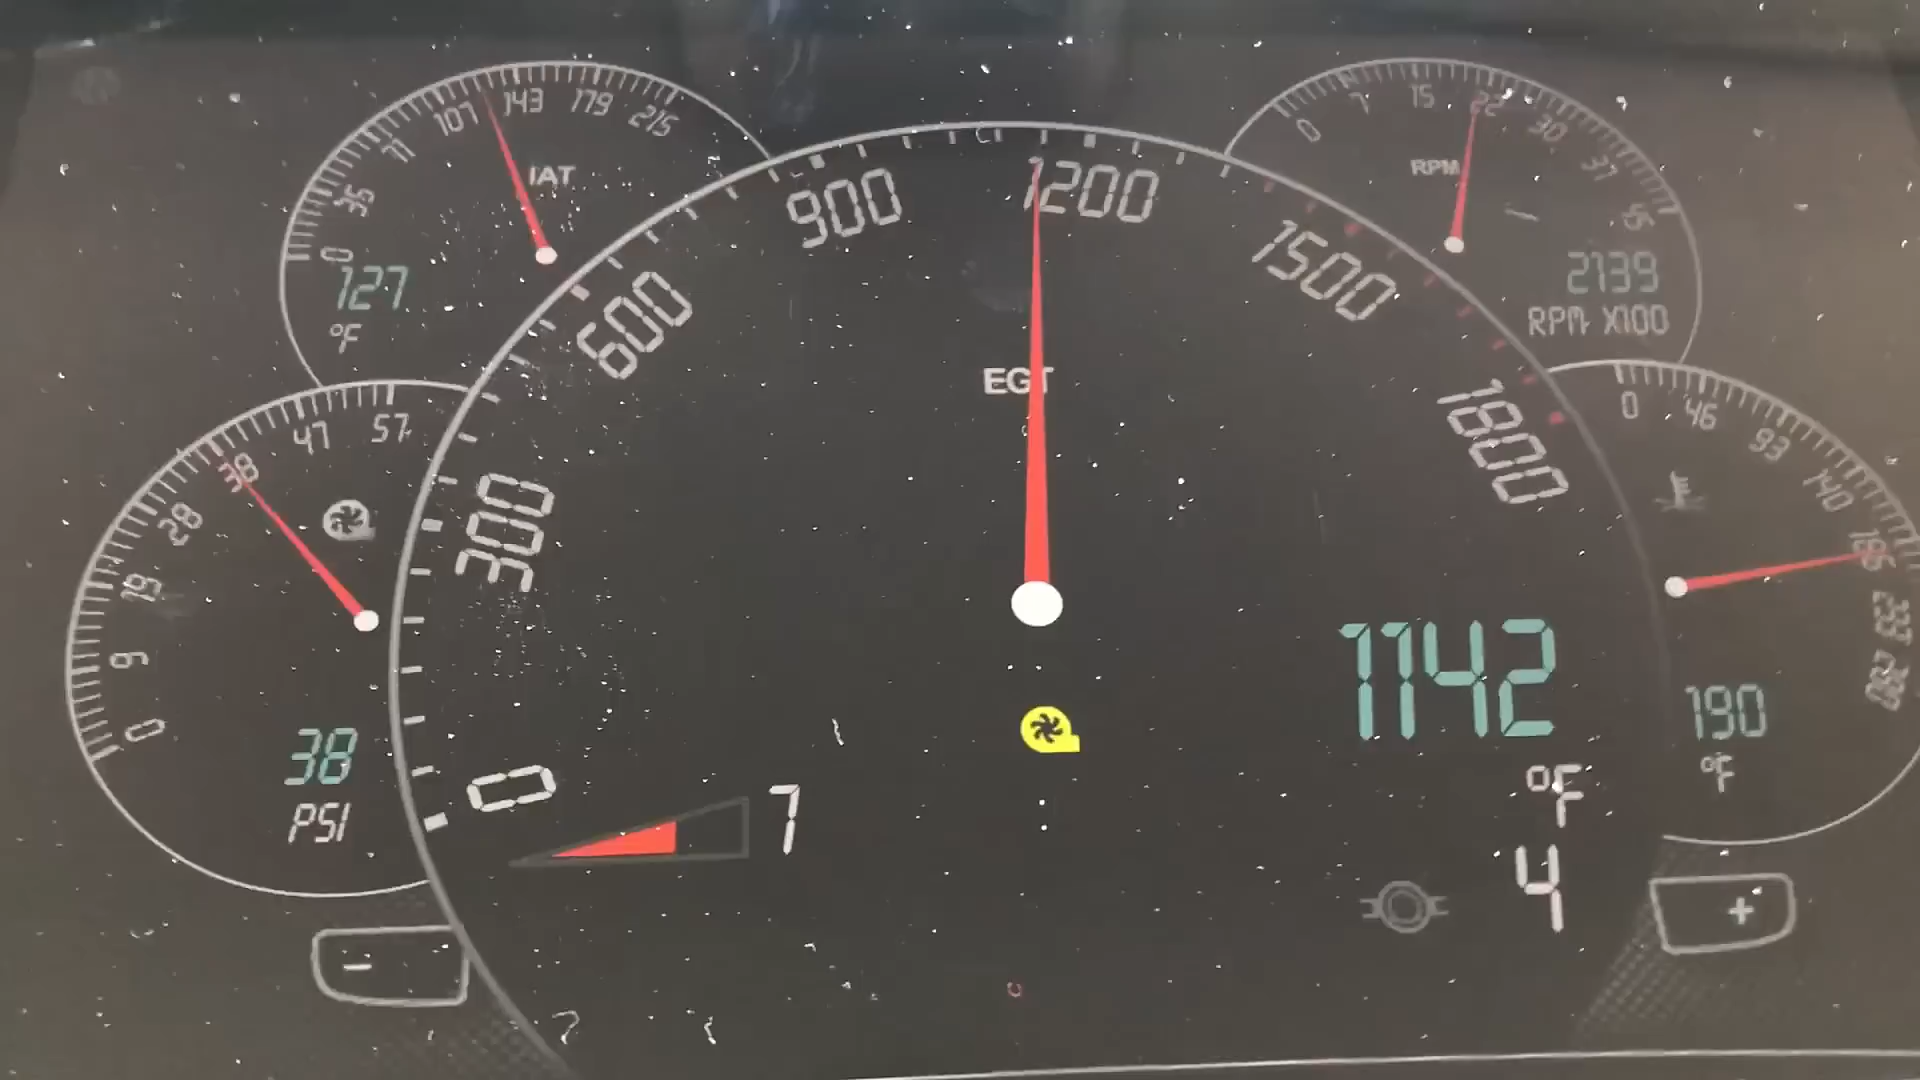 0 35 71 107 143 179 215
IAT
127
°F
0 7 15 22 30 37 45
RPM
2139
RPM X100
0 9 19 28 38 47 57
38
PSI
0 300 600 900 1200 1500 1800
EGT
1142
°F
7
4
0 46 93 140 186 233 280
190
°F
-
+